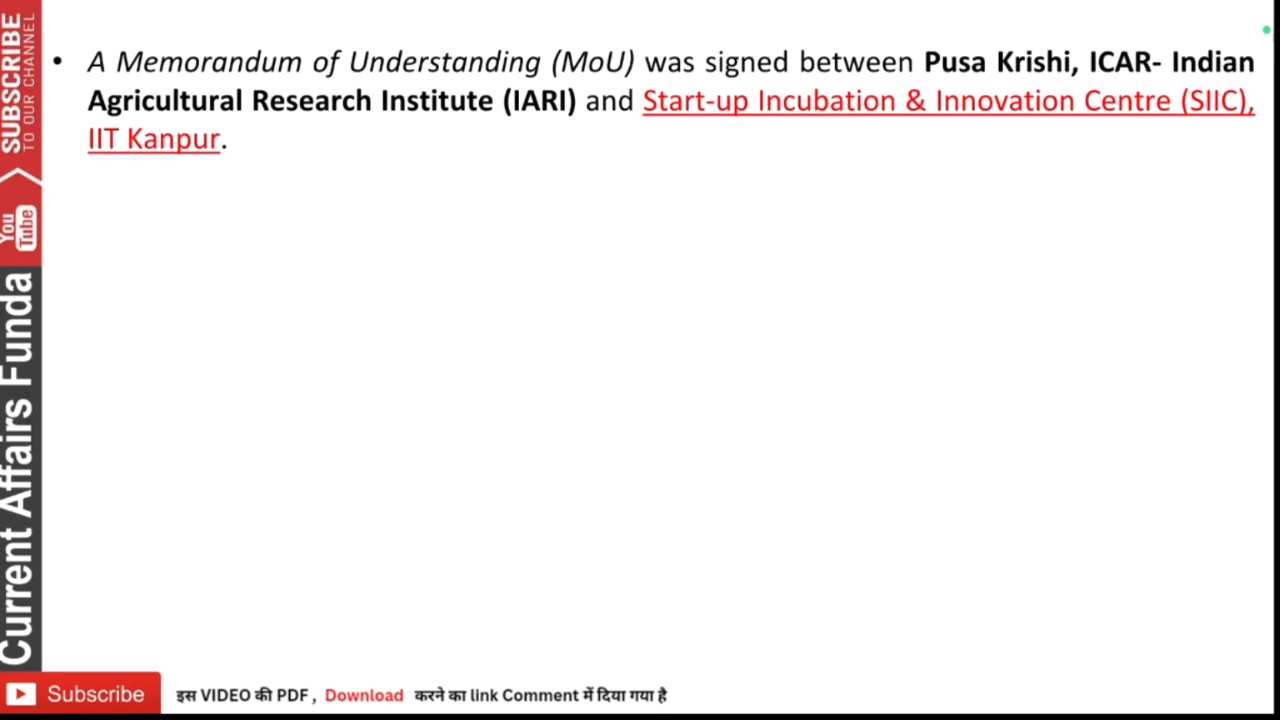 • A Memorandum of Understanding (MoU) was signed between Pusa Krishi, ICAR- Indian
Agricultural Research Institute (IARI) and Start-up Incubation & Innovation Centre (SIIC),
IIT Kanpur.
SUBSCRIBE
TO OUR CHANNEL
You
Tube
Current Affairs Funda
Subscribe
इस VIDEO की PDF , Download करने का link Comment में दिया गया है